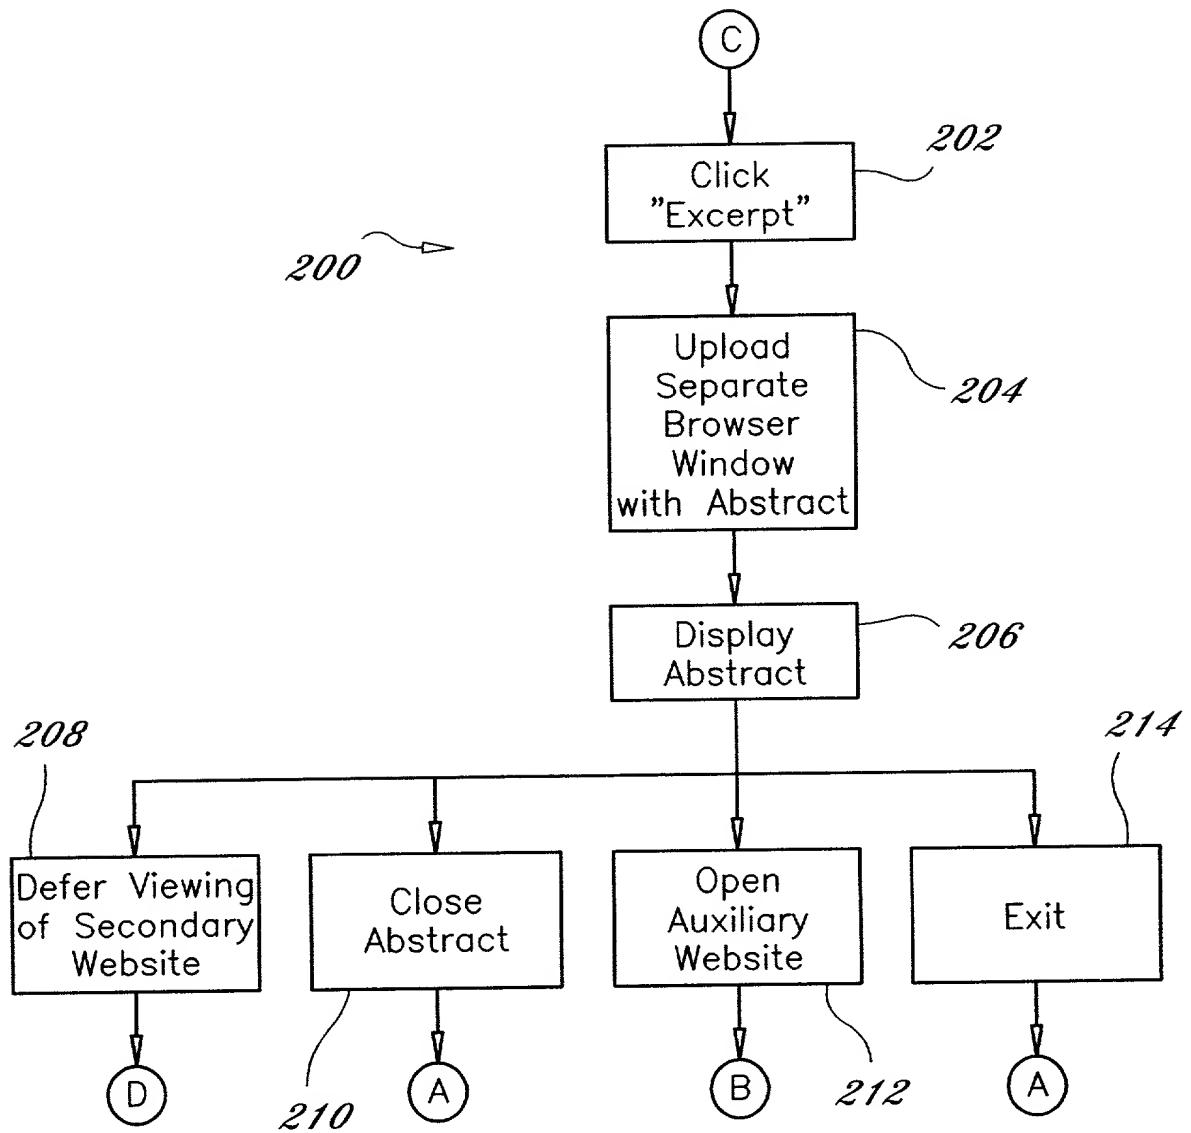 C
202
Click
"Excerpt"
200
Upload
Separate
Browser
Window
with Abstract
204
Display
Abstract
206
208
214
Defer Viewing
of Secondary
Website
Close
Abstract
Open
Auxiliary
Website
Exit
D
210
A
B
212
A